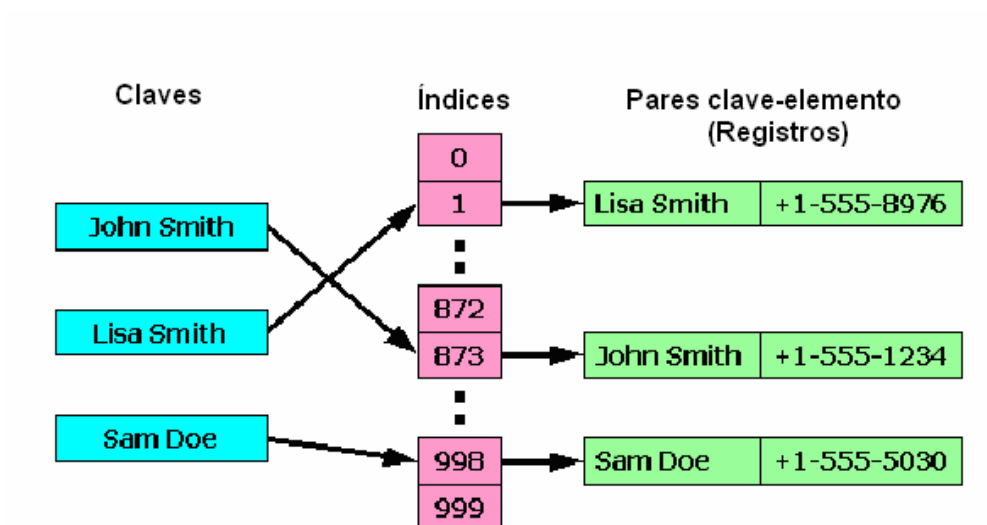 Claves
Índices
Pares clave-elemento
(Registros)
John Smith
Lisa Smith
Sam Doe
0
1
872
873
998
999
Lisa Smith +1-555-8976
John Smith +1-555-1234
Sam Doe +1-555-5030